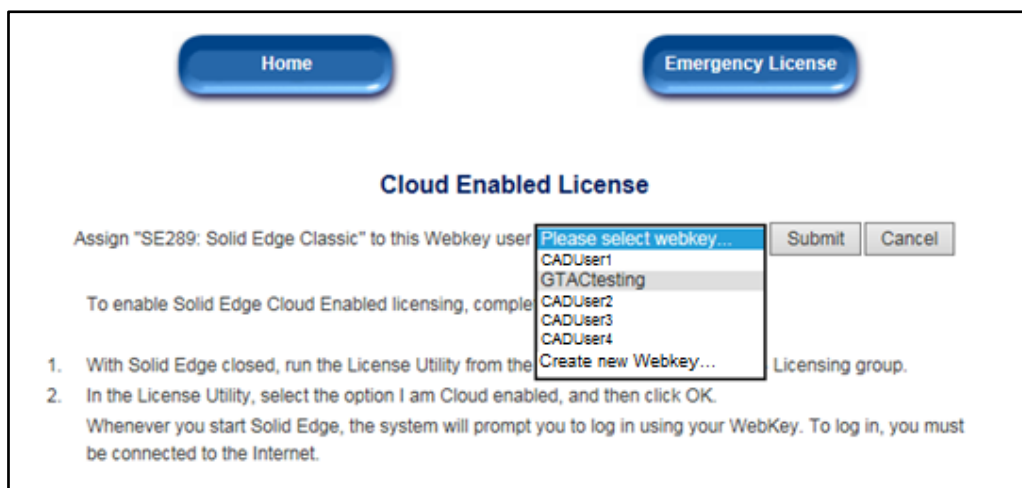 Home
Emergency License
Cloud Enabled License
Assign "SE289: Solid Edge Classic" to this Webkey user Please select webkey... Submit Cancel
CADUser1
GTACtesting
To enable Solid Edge Cloud Enabled licensing, comple
CADUser2
CADUser3
CADUser4
Create new Webkey...
1. With Solid Edge closed, run the License Utility from the Licensing group.
2. In the License Utility, select the option I am Cloud enabled, and then click OK.
Whenever you start Solid Edge, the system will prompt you to log in using your WebKey. To log in, you must
be connected to the Internet.